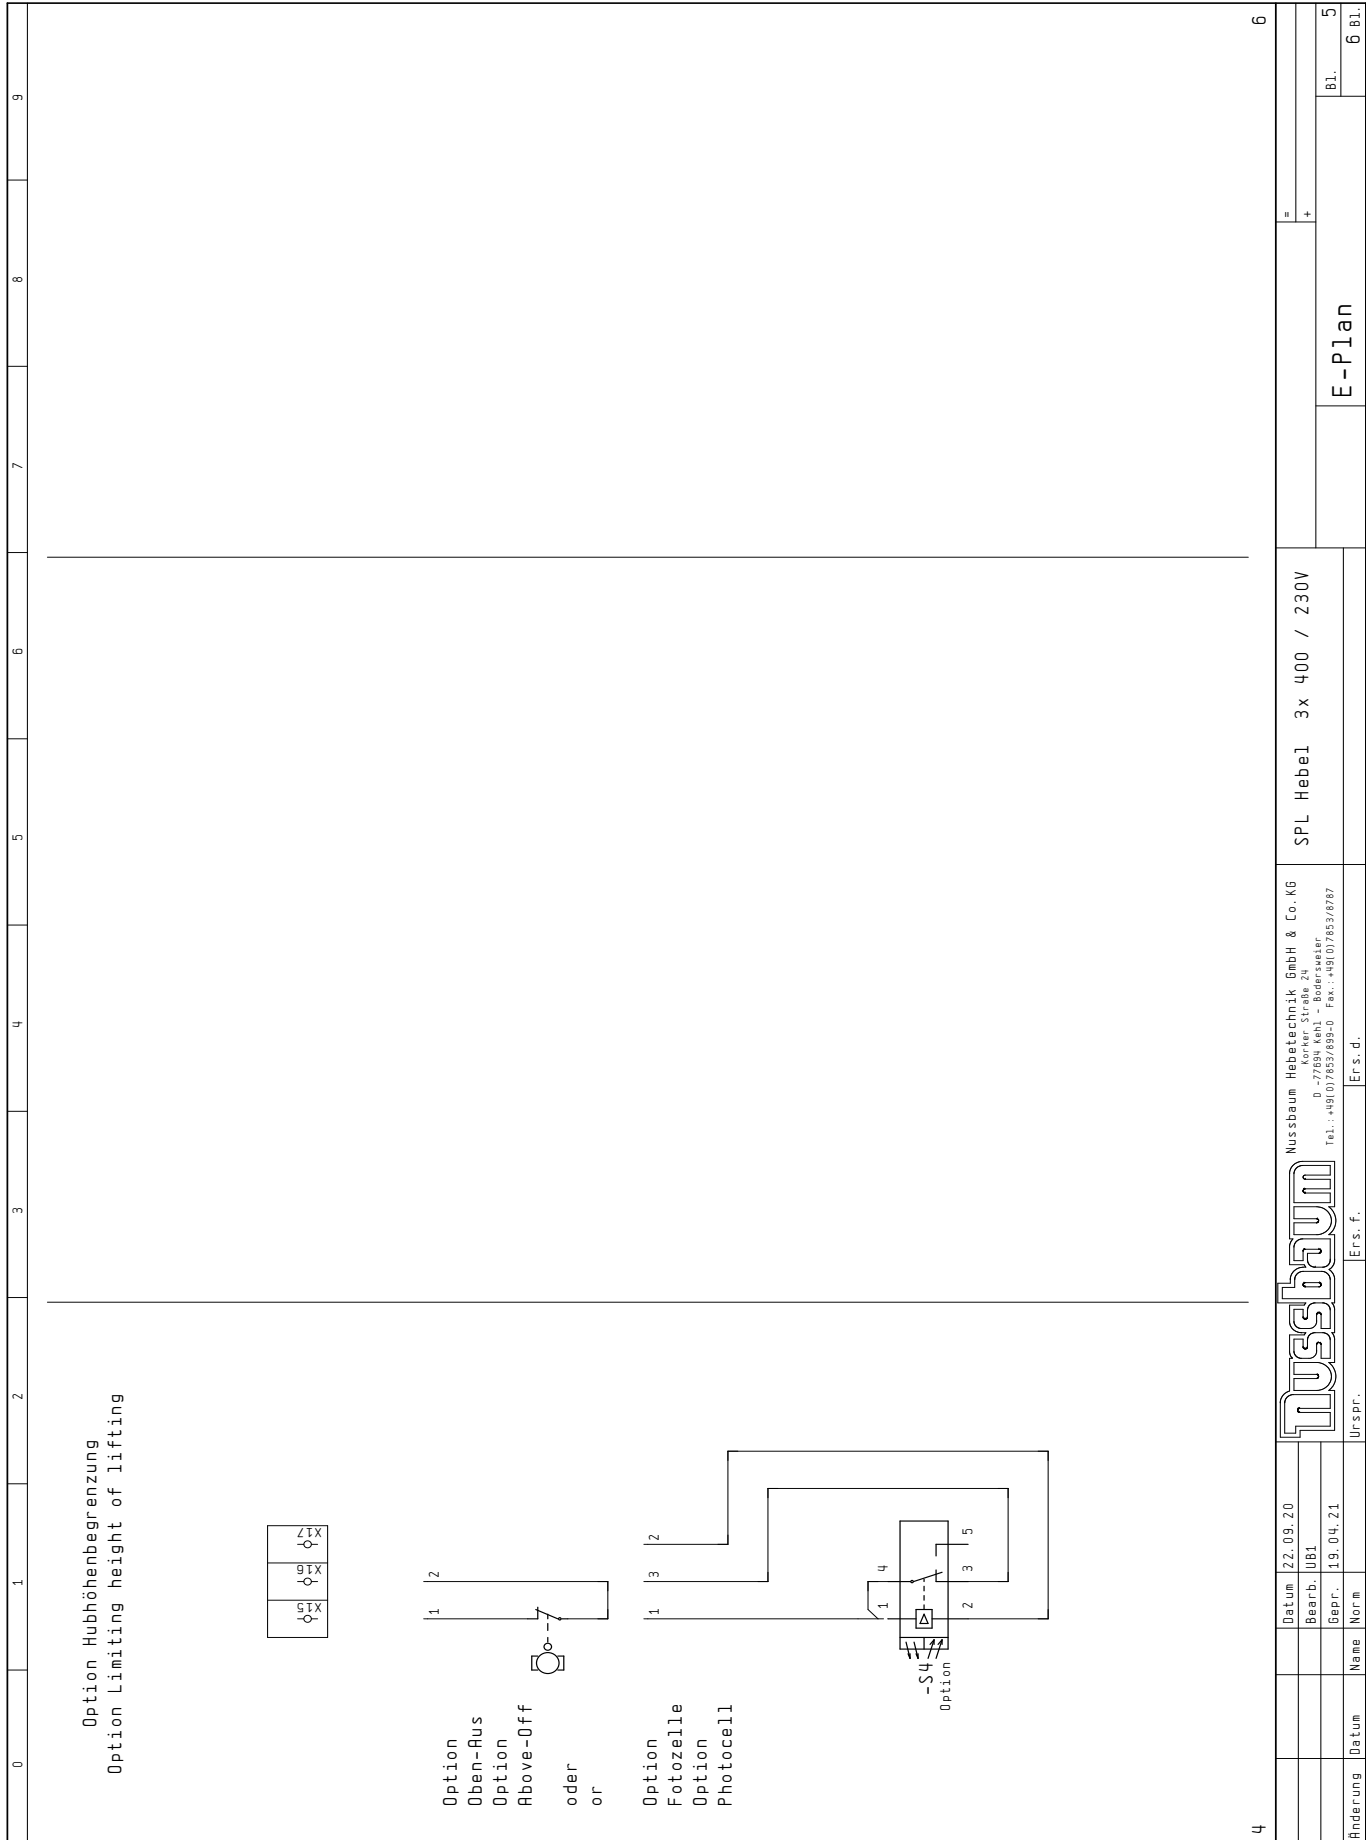 0 1 2 3 4 5 6 7 8 9
Option Hubhöhenbegrenzung
Option Limiting height of lifting
X15 X16 X17
Option
Oben-Aus
Option
Above-Off
oder
or
1 2
Option
Fotozelle
Option
Photocell
1 3 2
1 4
-S4
Option
2 3 5
4
6
Änderung
Datum
Name
Datum 22.09.20
Bearb. UB1
Gepr. 19.04.21
Norm
nussbaum
Nussbaum Hebetechnik GmbH & Co.KG
Korker Straße 24
D -77694 Kehl - Bodersweier
Tel.: +49(0)7853/899-0 Fax.: +49(0)7853/8787
Urspr.
Ers.f.
Ers.d.
SPL Hebel 3x 400 / 230V
E-Plan
=
+
Bl. 5
6 Bl.